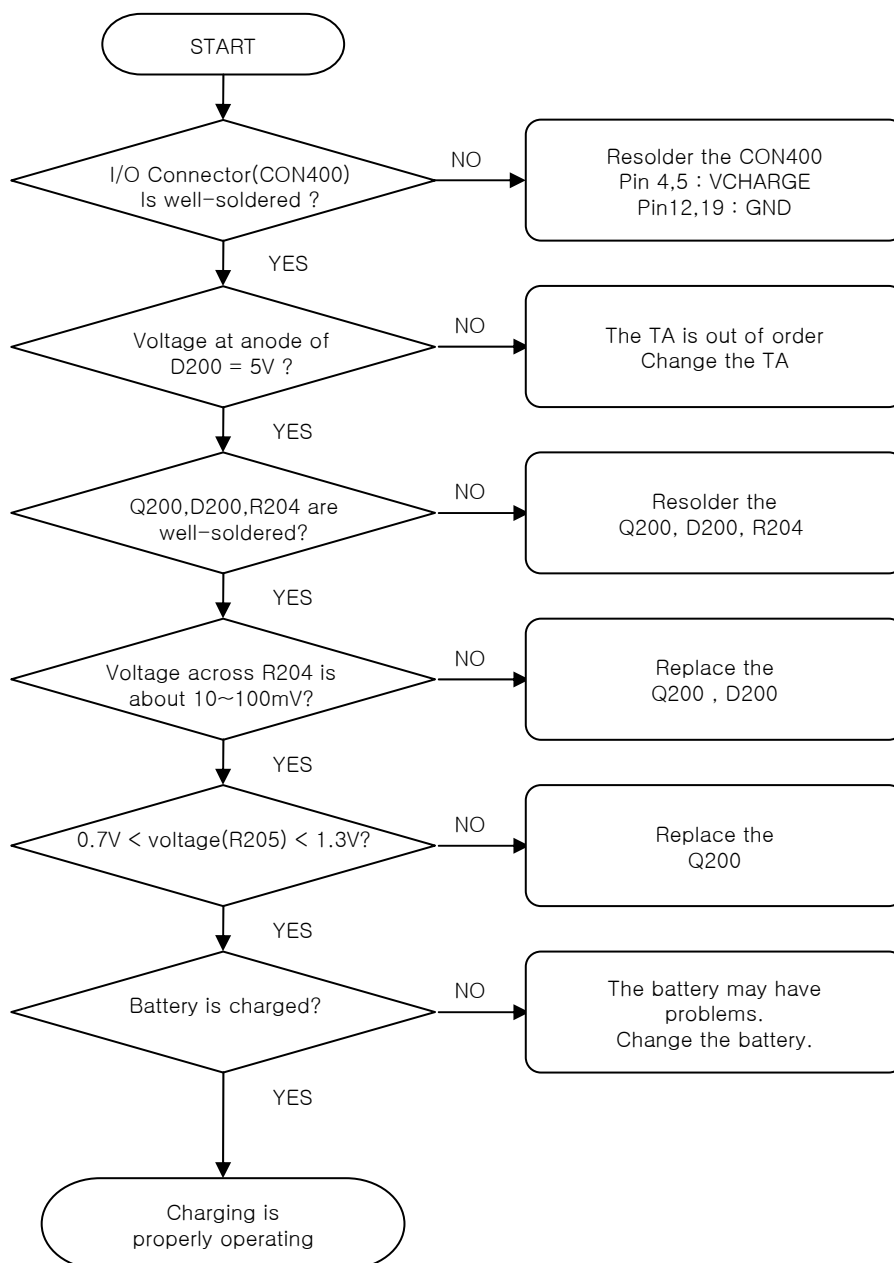 START
I/O Connector(CON400)
Is well-soldered ?
NO
Resolder the CON400
Pin 4,5 : VCHARGE
Pin12,19 : GND
YES
Voltage at anode of
D200 = 5V ?
NO
The TA is out of order
Change the TA
YES
Q200,D200,R204 are
well-soldered?
NO
Resolder the
Q200, D200, R204
YES
Voltage across R204 is
about 10~100mV?
NO
Replace the
Q200 , D200
YES
0.7V < voltage(R205) < 1.3V?
NO
Replace the
Q200
YES
Battery is charged?
NO
The battery may have
problems.
Change the battery.
YES
Charging is
properly operating